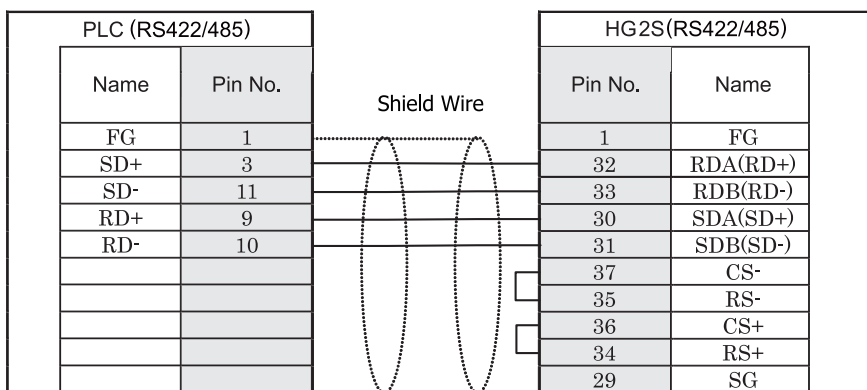 PLC (RS422/485) HG2S(RS422/485)
Name Pin No. Shield Wire Pin No. Name
FG 1 1 FG
SD+ 3 32 RDA(RD+)
SD- 11 33 RDB(RD-)
RD+ 9 30 SDA(SD+)
RD- 10 31 SDB(SD-)
37 CS-
35 RS-
36 CS+
34 RS+
29 SG